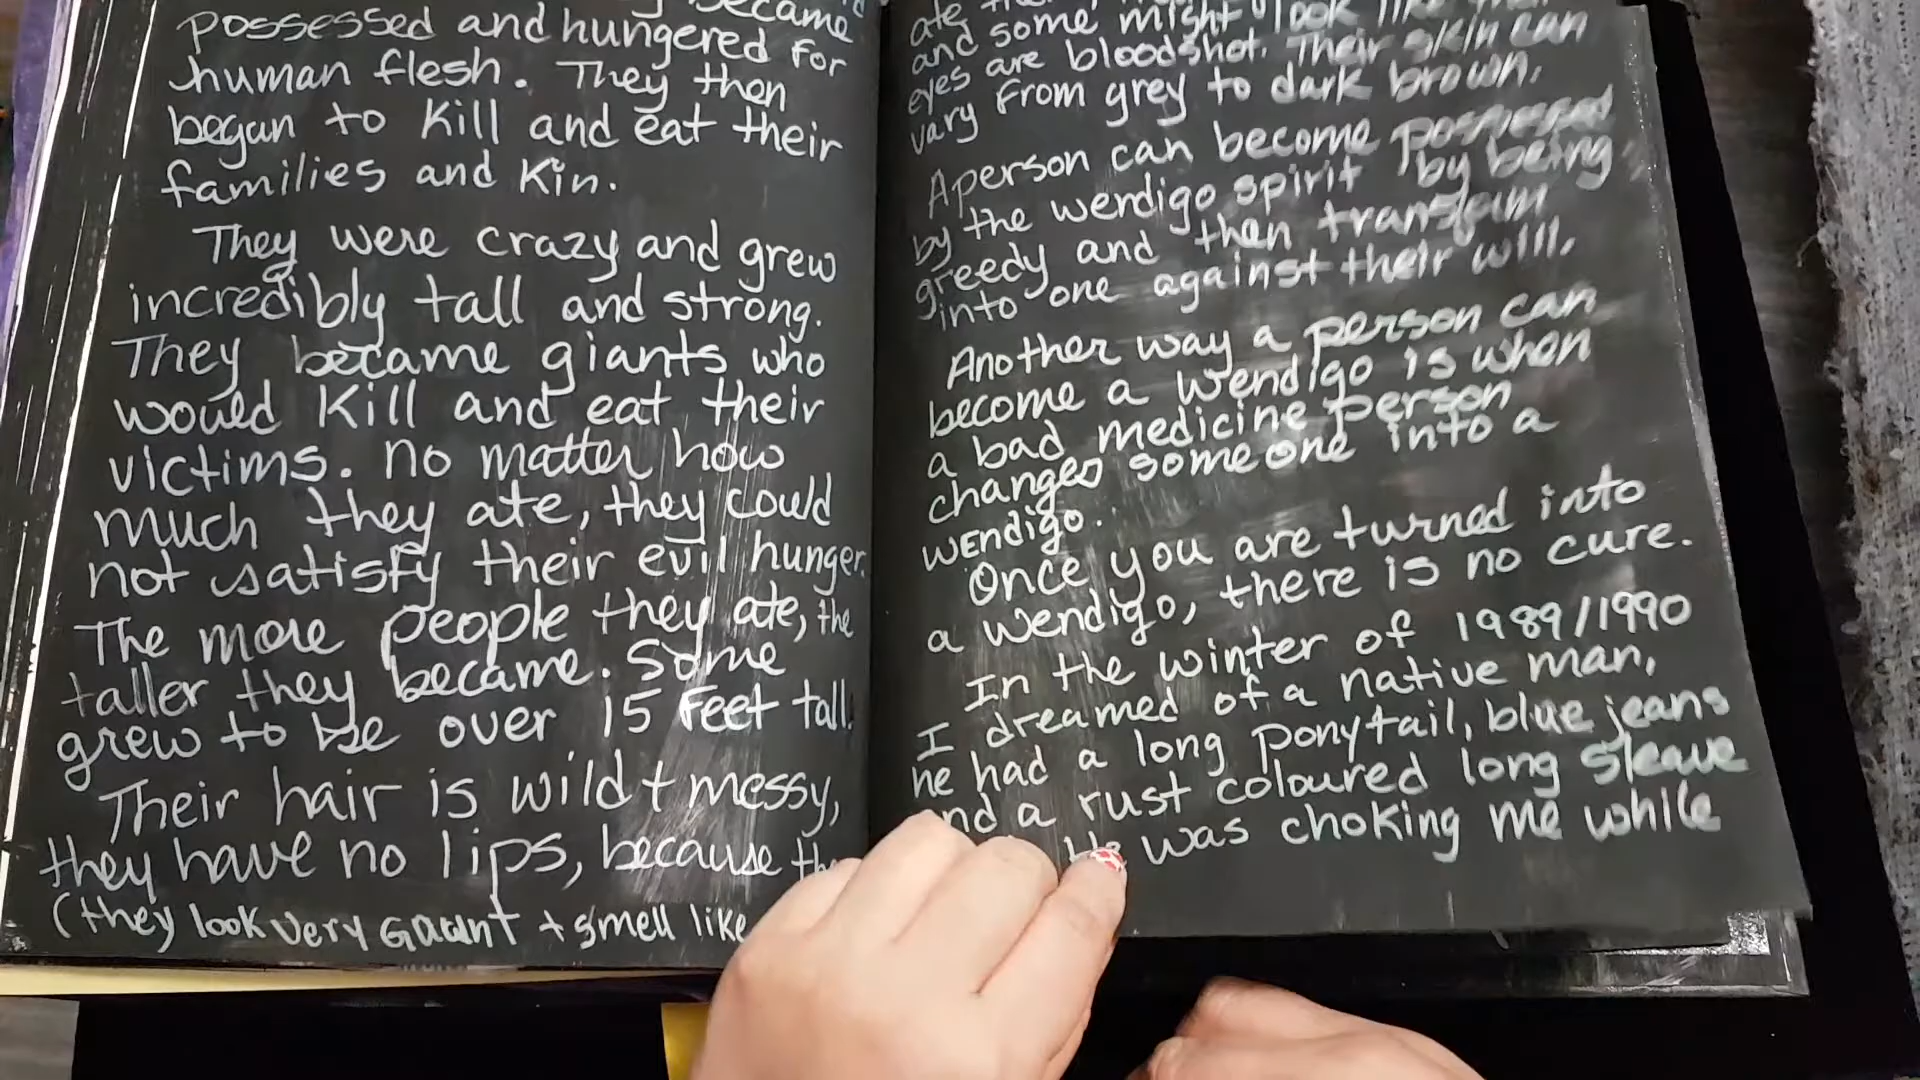 became
possessed and hungered for
human flesh. They then
began to Kill and eat their
families and Kin.
They were crazy and grew
incredibly tall and strong.
They became giants who
would Kill and eat their
victims. no matter how
much they ate, they could
not satisfy their evil hunger.
The more people they ate, the
taller they became. Some
grew to be over 15 feet tall.
Their hair is wild + messy,
they have no lips, because
(they look very Gaunt + smell like
ate
and some might look like
eyes are bloodshot. Their skin can
vary from grey to dark brown.
A person can become possessed
by the wendigo spirit by being
greedy and then transform
into one against their will.
Another way a person can
become a wendigo is when
a bad medicine person
changes someone into a
wendigo.
Once you are turned into
a wendigo, there is no cure.
In the winter of 1989/1990
I dreamed of a native man,
he had a long ponytail, blue jeans
and a rust coloured long sleave
He was choking me while